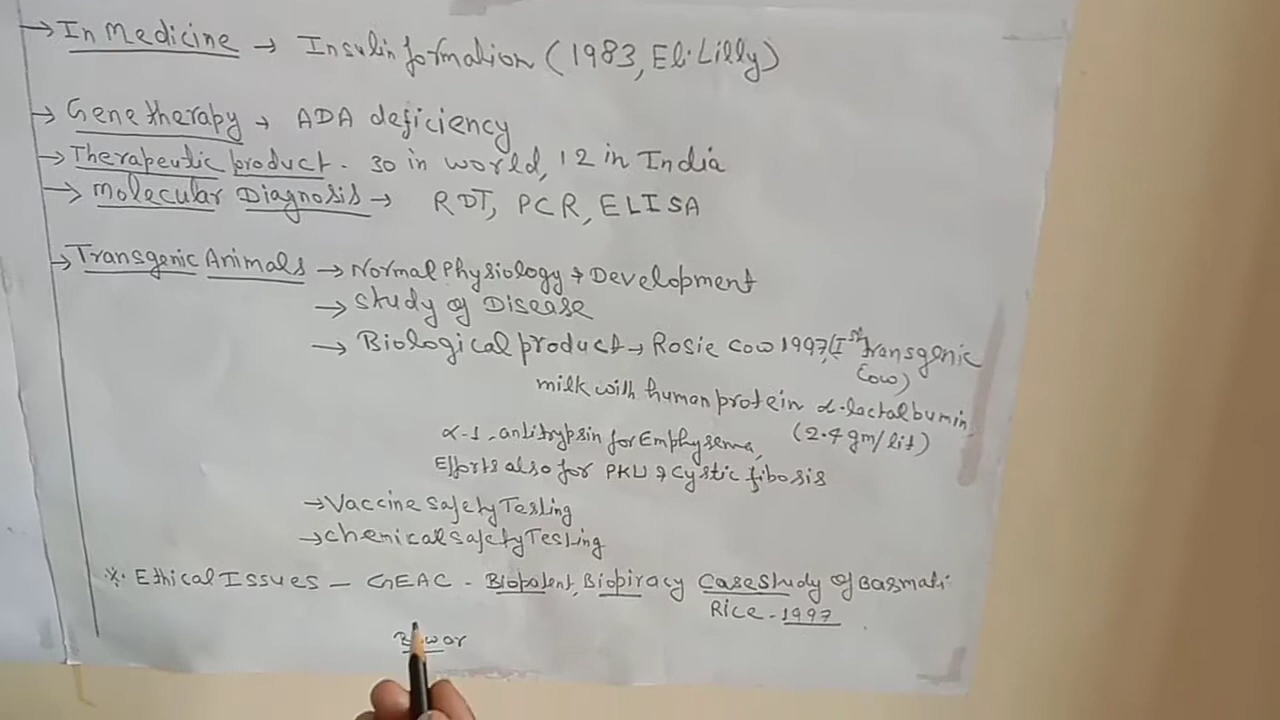 → In Medicine → Insulin formation (1983, Eli Lilly)
→ Gene therapy → ADA deficiency
→ Therapeutic product - 30 in world, 12 in India
→ Molecular Diagnosis → RDT, PCR, ELISA
→ Transgenic Animals → Normal Physiology & Development
→ Study of Disease
→ Biological product → Rosie cow 1997, (Ist transgenic cow)
milk with human protein α-lactalbumin
(2.4 gm/lit)
α-1-antitrypsin for Emphysema,
Efforts also for PKU & Cystic fibrosis
→ Vaccine Safety Testing
→ chemical safety Testing
※ Ethical Issues - GEAC - Biopatent, Biopiracy Case Study of Basmati
Rice - 1997